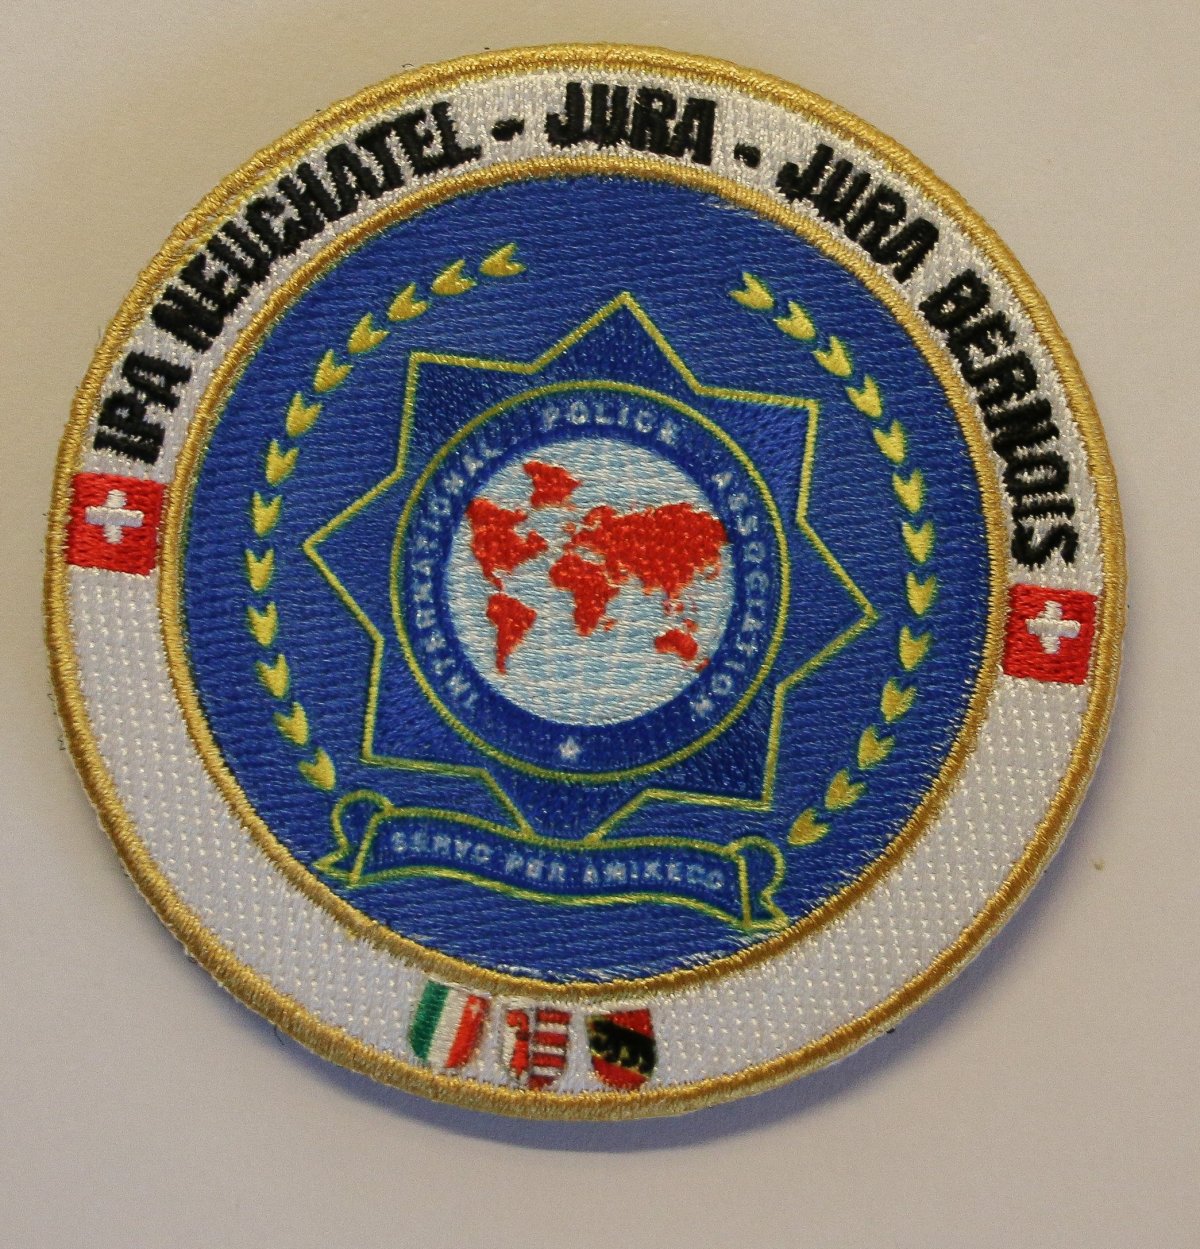 IPA NEUCHATEL - JURA - JURA BERNOIS
INTERNATIONAL POLICE ASSOCIATION
SERVO PER AMIKECO